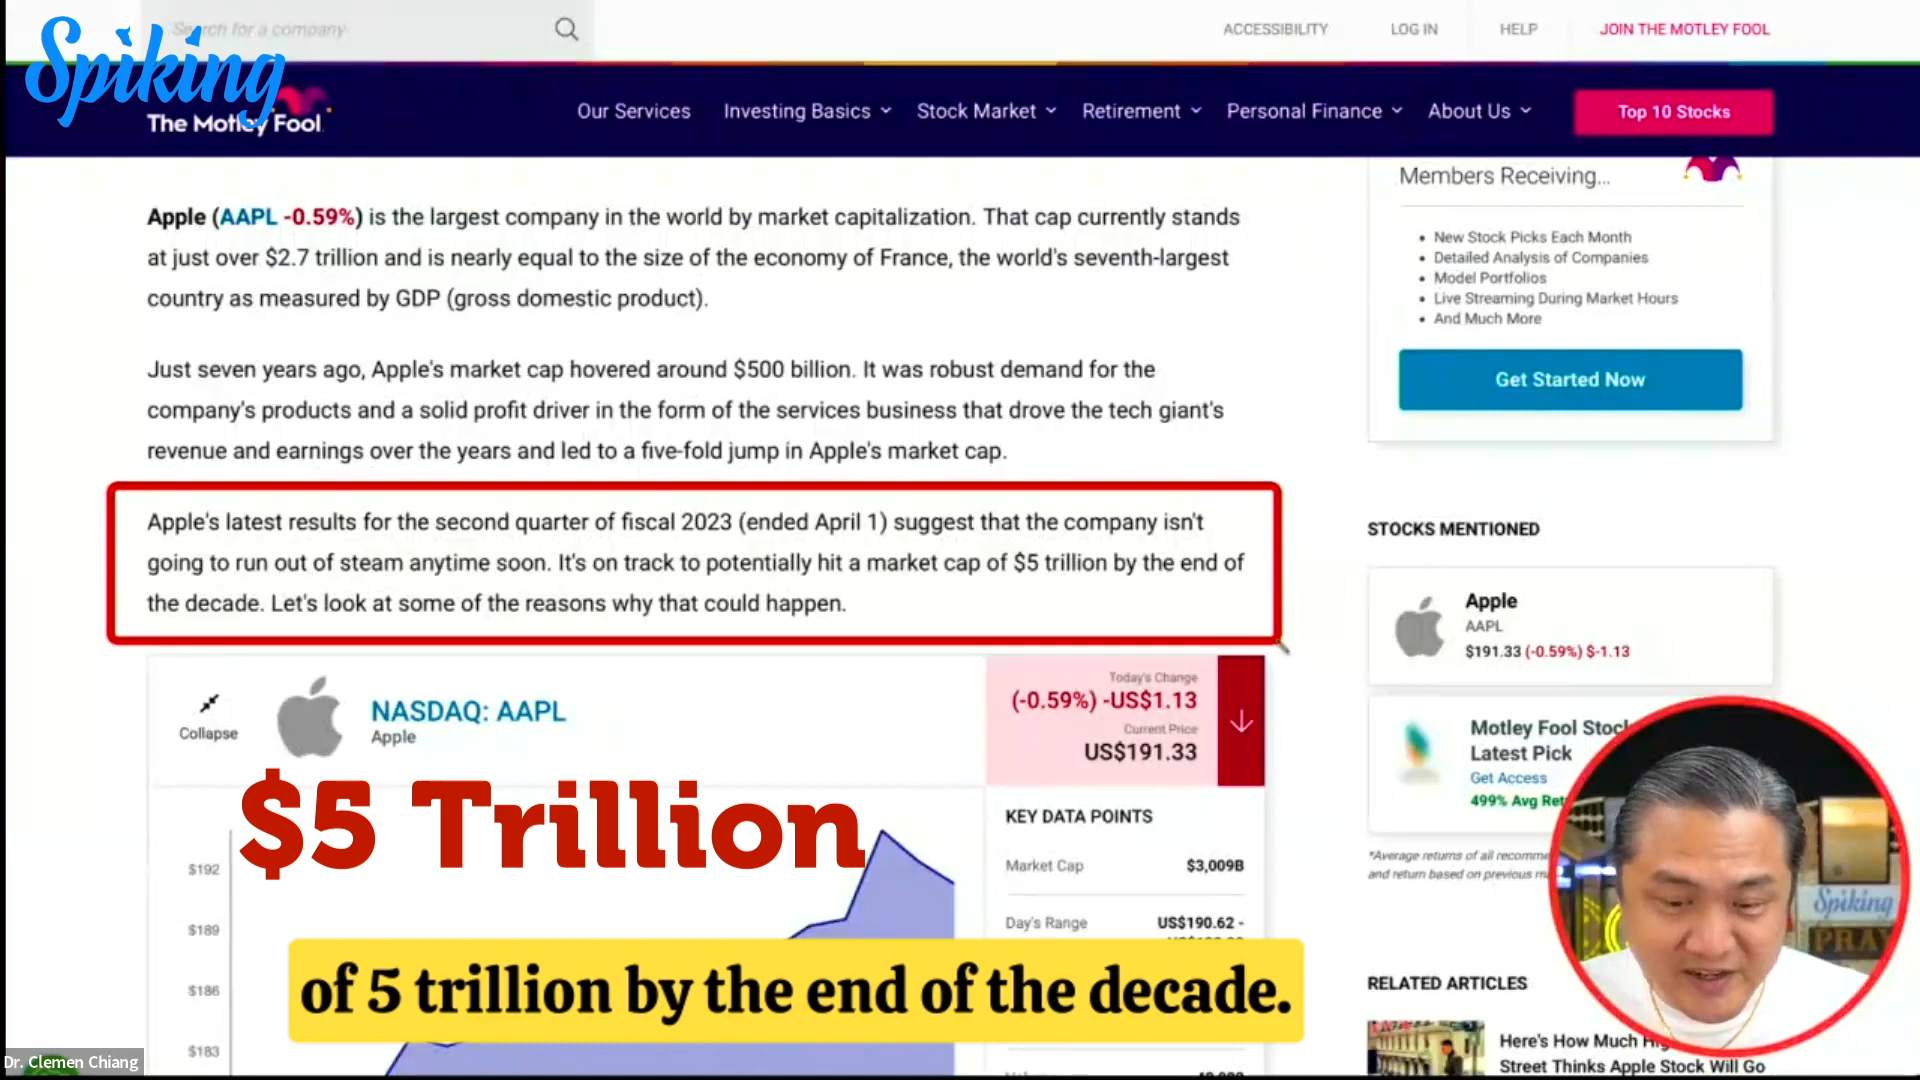 Spiking
Search for a company
ACCESSIBILITY
LOG IN
HELP
JOIN THE MOTLEY FOOL
The Motley Fool
Our Services
Investing Basics
Stock Market
Retirement
Personal Finance
About Us
Top 10 Stocks
Apple (AAPL -0.59%) is the largest company in the world by market capitalization. That cap currently stands
at just over $2.7 trillion and is nearly equal to the size of the economy of France, the world's seventh-largest
country as measured by GDP (gross domestic product).
Just seven years ago, Apple's market cap hovered around $500 billion. It was robust demand for the
company's products and a solid profit driver in the form of the services business that drove the tech giant's
revenue and earnings over the years and led to a five-fold jump in Apple's market cap.
Apple's latest results for the second quarter of fiscal 2023 (ended April 1) suggest that the company isn't
going to run out of steam anytime soon. It's on track to potentially hit a market cap of $5 trillion by the end of
the decade. Let's look at some of the reasons why that could happen.
Collapse
NASDAQ: AAPL
Apple
Today's Change
(-0.59%) -US$1.13
Current Price
US$191.33
$5 Trillion
$192
$189
$186
$183
KEY DATA POINTS
Market Cap
$3,009B
Day's Range
US$190.62 -
of 5 trillion by the end of the decade.
Members Receiving...
New Stock Picks Each Month
Detailed Analysis of Companies
Model Portfolios
Live Streaming During Market Hours
And Much More
Get Started Now
STOCKS MENTIONED
Apple
AAPL
$191.33 (-0.59%) $-1.13
Motley Fool Stock
Latest Pick
Get Access
499% Avg
*Average returns of all
and return based on previous
Spiking
PRAY
RELATED ARTICLES
Here's How Much
Street Thinks Apple Stock Will Go
Dr. Clemen Chiang